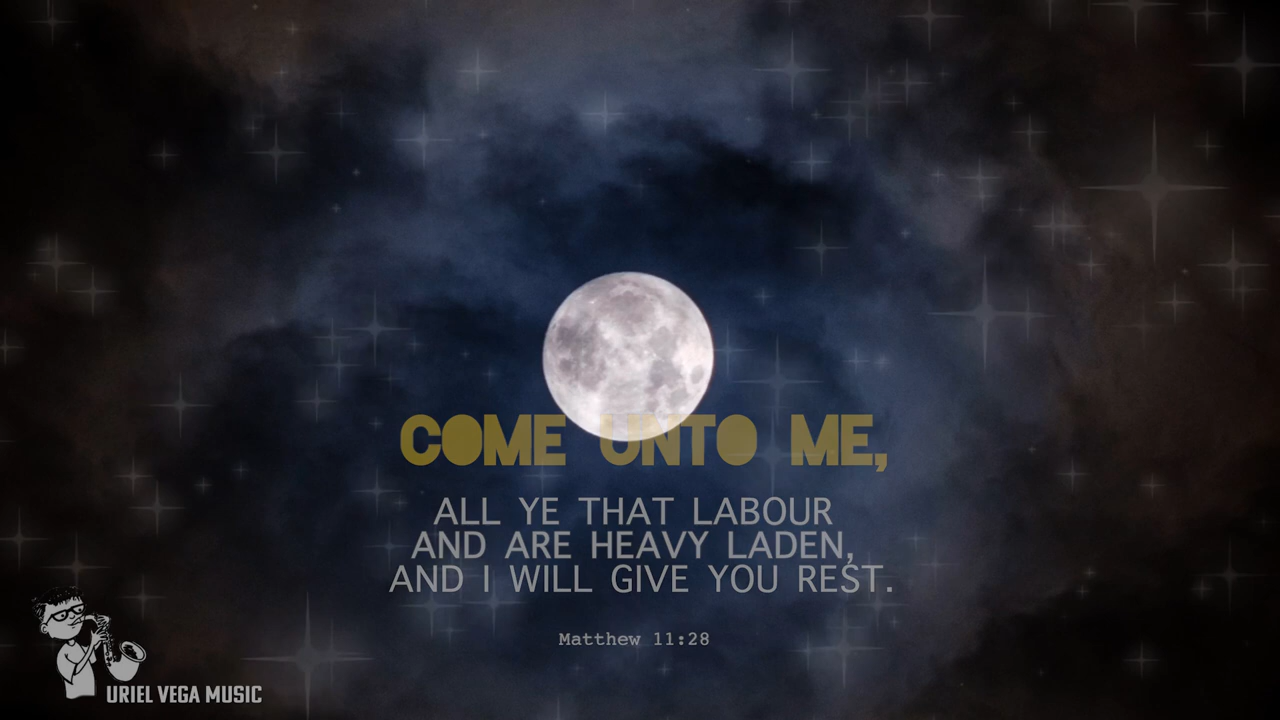 COME UNTO ME,
ALL YE THAT LABOUR
AND ARE HEAVY LADEN,
AND I WILL GIVE YOU REST.
Matthew 11:28
URIEL VEGA MUSIC